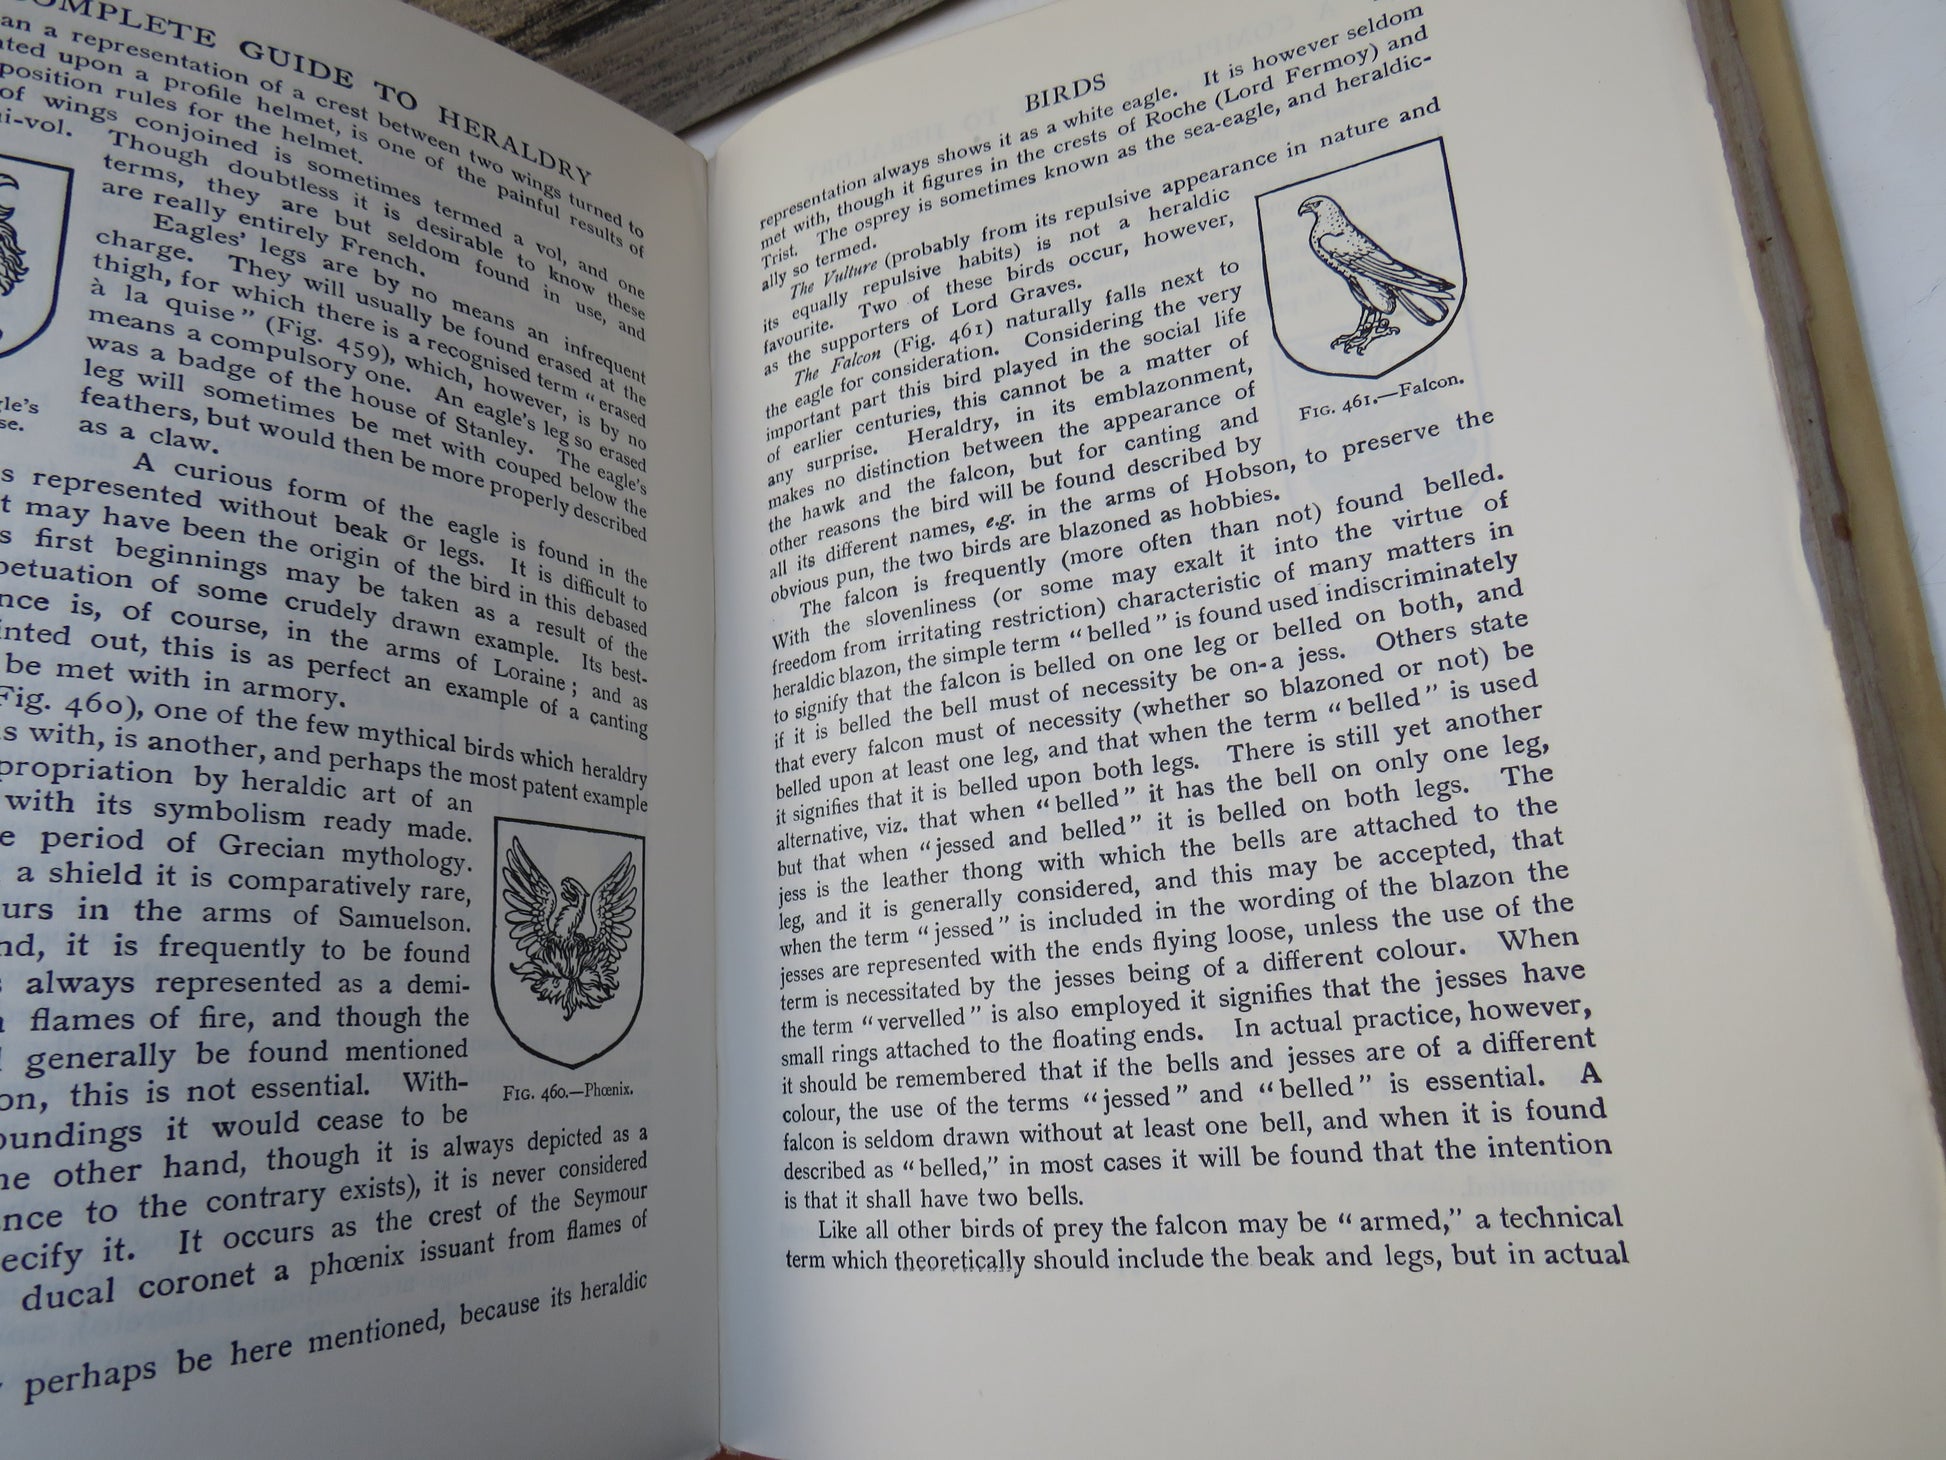 COMPLETE GUIDE TO HERALDRY
an a representation of a crest between two wings turned to
upon a profile helmet, is one of the painful results of
position rules for the helmet.
of wings conjoined is sometimes termed a vol, and one
i-vol. Though doubtless it is desirable to know these
terms, they are but seldom found in use, and
are really entirely French.
Eagles' legs are by no means an infrequent
charge. They will usually be found erased at the
thigh, for which there is a recognised term "erased
à la quise" (Fig. 459), which, however, is by no
means a compulsory one. An eagle's leg so erased
was a badge of the house of Stanley. The eagle's
leg will sometimes be met with couped below the
feathers, but would then be more properly described
as a claw.
A curious form of the eagle is found in the
s represented without beak or legs. It is difficult to
t may have been the origin of the bird in this debased
s first beginnings may be taken as a result of the
petuation of some crudely drawn example. Its best-
nce is, of course, in the arms of Loraine; and as
inted out, this is as perfect an example of a canting
be met with in armory.
Fig. 460), one of the few mythical birds which heraldry
s with, is another, and perhaps the most patent example
propriation by heraldic art of an
with its symbolism ready made.
e period of Grecian mythology.
a shield it is comparatively rare,
urs in the arms of Samuelson.
nd, it is frequently to be found
always represented as a demi-
flames of fire, and though the
generally be found mentioned
on, this is not essential. With-
oundings it would cease to be
ne other hand, though it is always depicted as a
nce to the contrary exists), it is never considered
ecify it. It occurs as the crest of the Seymour
ducal coronet a phœnix issuant from flames of
perhaps be here mentioned, because its heraldic
FIG. 460.—Phœnix.
BIRDS
representation always shows it as a white eagle. It is however seldom
met with, though it figures in the crests of Roche (Lord Fermoy) and
Trist. The osprey is sometimes known as the sea-eagle, and heraldic-
ally so termed.
The Vulture (probably from its repulsive appearance in nature and
its equally repulsive habits) is not a heraldic
favourite. Two of these birds occur, however,
as the supporters of Lord Graves.
The Falcon (Fig. 461) naturally falls next to
the eagle for consideration. Considering the very
important part this bird played in the social life
of earlier centuries, this cannot be a matter of
any surprise. Heraldry, in its emblazonment,
makes no distinction between the appearance of
the hawk and the falcon, but for canting and
other reasons the bird will be found described by
all its different names, e.g. in the arms of Hobson, to preserve the
obvious pun, the two birds are blazoned as hobbies.
FIG. 461.—Falcon.
The falcon is frequently (more often than not) found belled.
With the slovenliness (or some may exalt it into the virtue of
freedom from irritating restriction) characteristic of many matters in
heraldic blazon, the simple term "belled" is found used indiscriminately
to signify that the falcon is belled on one leg or belled on both, and
if it is belled the bell must of necessity be on-a jess. Others state
that every falcon must of necessity (whether so blazoned or not) be
belled upon at least one leg, and that when the term "belled" is used
it signifies that it is belled upon both legs. There is still yet another
alternative, viz. that when "belled" it has the bell on only one leg,
but that when "jessed and belled" it is belled on both legs. The
jess is the leather thong with which the bells are attached to the
leg, and it is generally considered, and this may be accepted, that
when the term "jessed" is included in the wording of the blazon the
jesses are represented with the ends flying loose, unless the use of the
term is necessitated by the jesses being of a different colour. When
the term "vervelled" is also employed it signifies that the jesses have
small rings attached to the floating ends. In actual practice, however,
it should be remembered that if the bells and jesses are of a different
colour, the use of the terms "jessed" and "belled" is essential. A
falcon is seldom drawn without at least one bell, and when it is found
described as "belled," in most cases it will be found that the intention
is that it shall have two bells.
Like all other birds of prey the falcon may be "armed," a technical
term which theoretically should include the beak and legs, but in actual